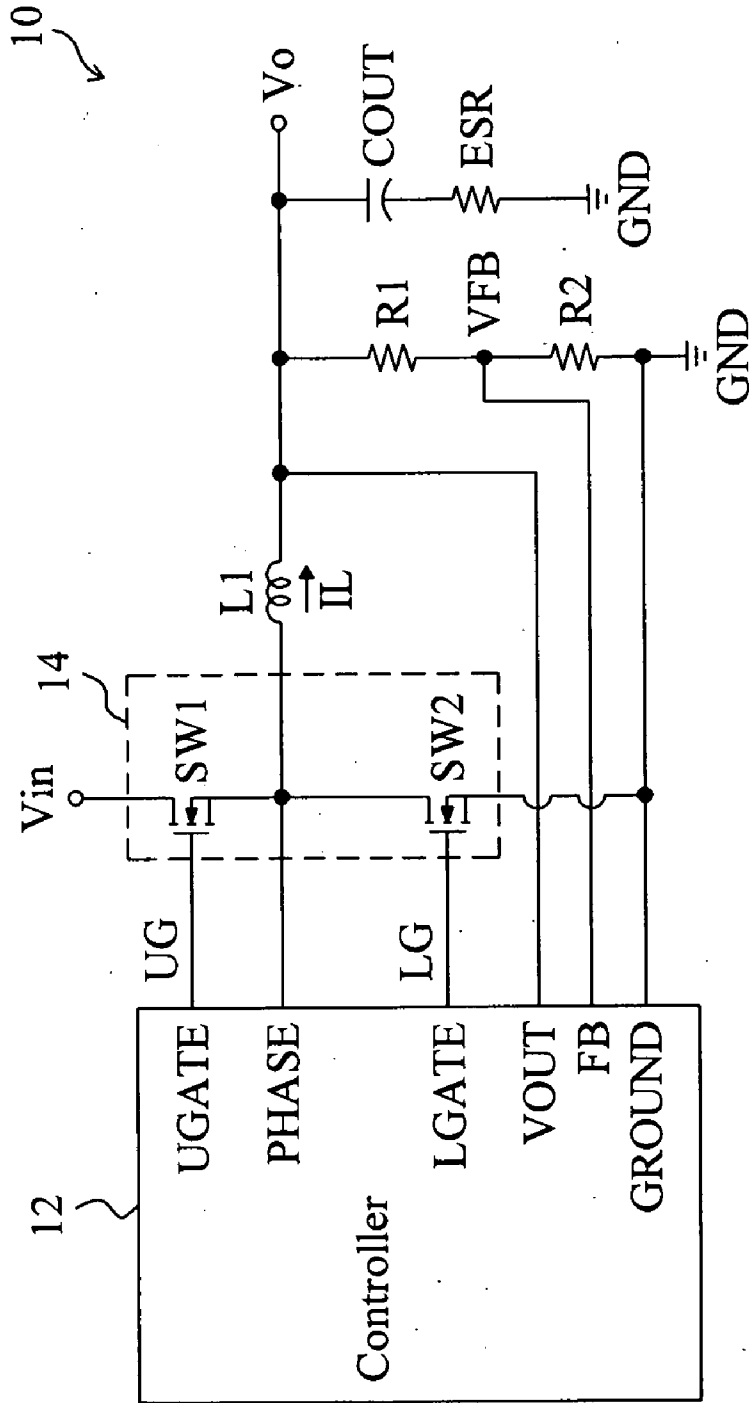 10
Vin
14
Vo
UG
SW1
L1
IL
COUT
ESR
GND
R1
VFB
R2
GND
LG
SW2
12
Controller
UGATE
PHASE
LGATE
VOUT
FB
GROUND